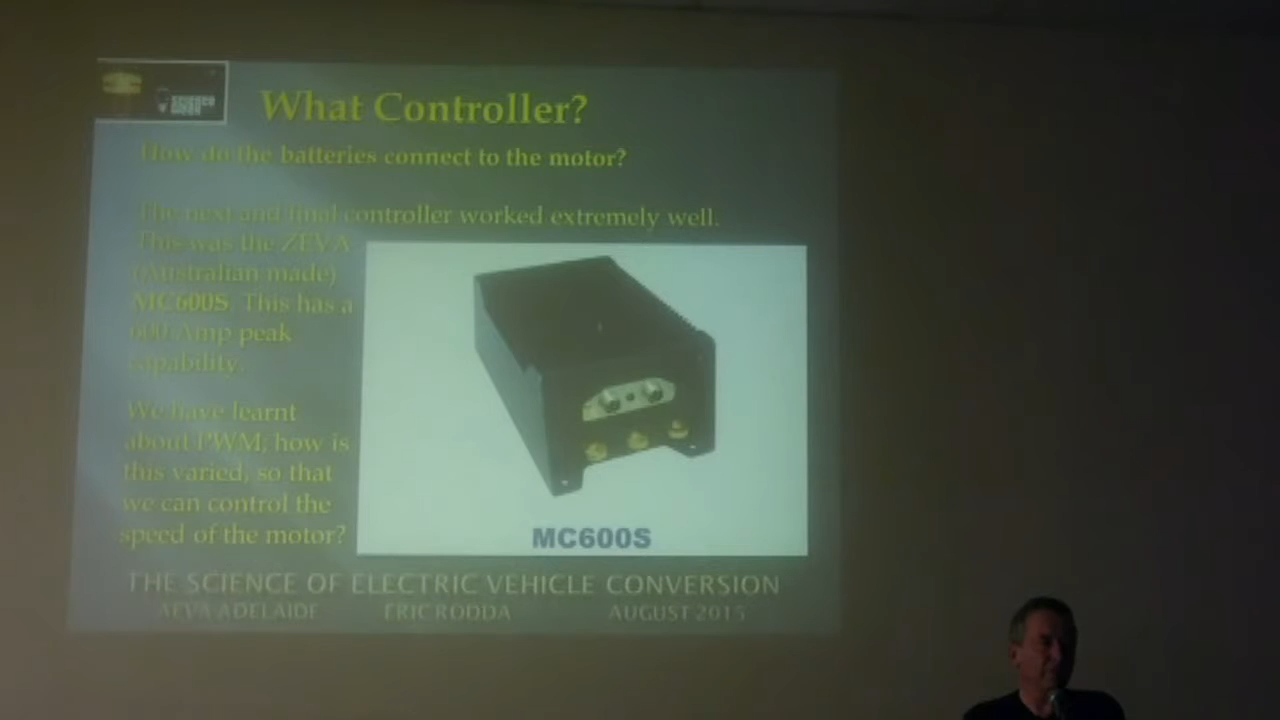 SCIENCE
WEEK
What Controller?
How do the batteries connect to the motor?
The next and final controller worked extremely well.
This was the ZEVA
(Australian made)
MC600S. This has a
600 Amp peak
capability.
We have learnt
about PWM; how is
this varied, so that
we can control the
speed of the motor?
MC600S
THE SCIENCE OF ELECTRIC VEHICLE CONVERSION
AEVA ADELAIDE ERIC RODDA AUGUST 2015